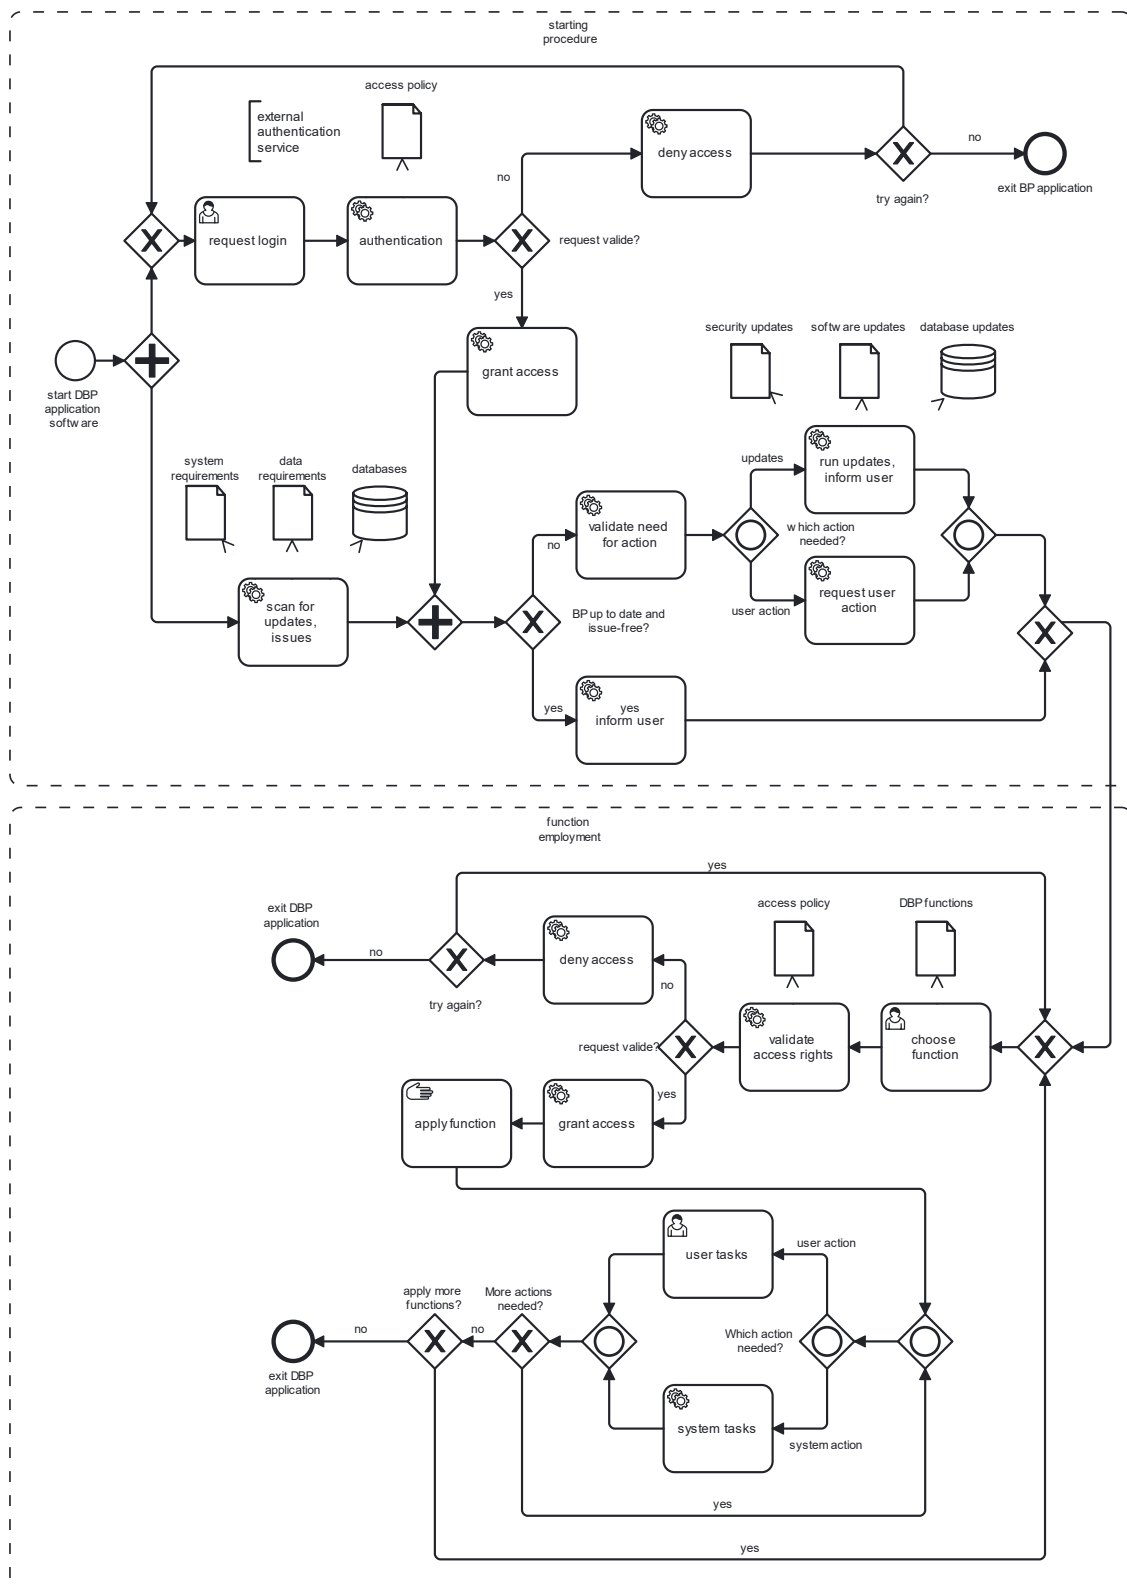 starting
procedure
access policy
external
authentication
service
deny access
no
exit BP application
try again?
no
request login
authentication
request valide?
yes
grant access
start DBP
application
software
security updates
software updates
database updates
system
requirements
data
requirements
databases
updates
run updates,
inform user
validate need
for action
which action
needed?
no
user action
request user
action
scan for
updates,
issues
BP up to date and
issue-free?
yes
yes
inform user
function
employment
yes
exit DBP
application
access policy
DBP functions
no
deny access
no
try again?
request valide?
validate
access rights
choose
function
yes
apply function
grant access
user tasks
user action
apply more
functions?
More actions
needed?
no
no
Which action
needed?
exit DBP
application
system tasks
system action
yes
yes